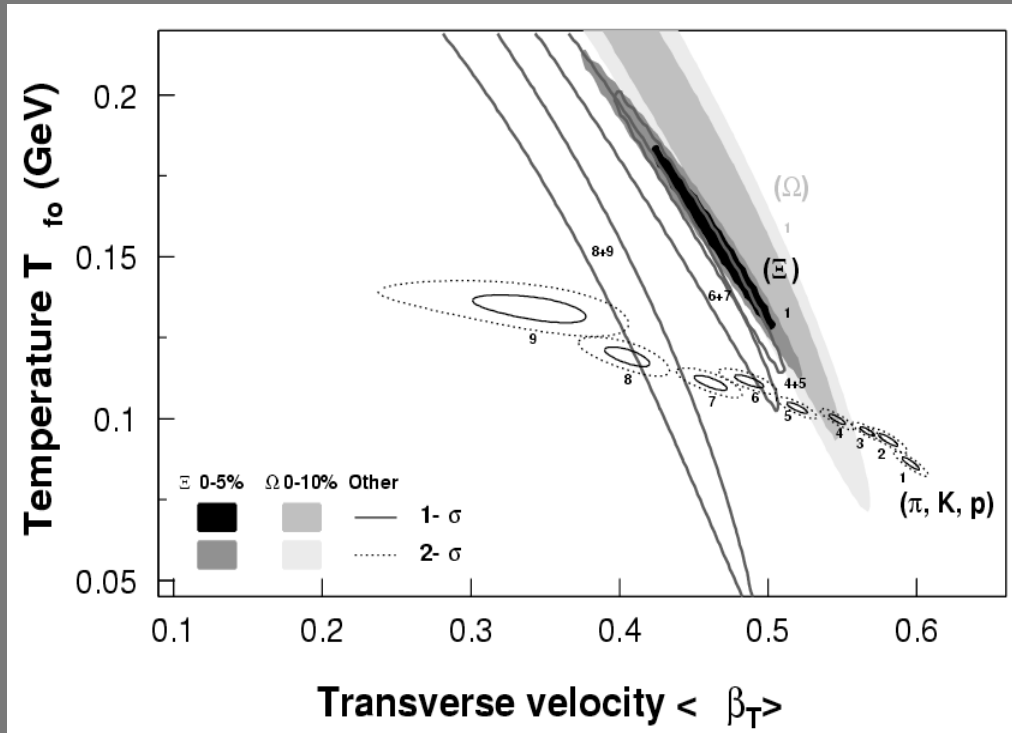 Temperature T fo (GeV)
0.2
0.15
0.1
0.05
(Ω)
1
(Ξ)
1
8+9
6+7
4+5
9
8
7
6
5
4
3
2
1
(π, K, p)
Ξ 0-5% Ω 0-10% Other
1- σ
2- σ
0.1 0.2 0.3 0.4 0.5 0.6
Transverse velocity < β_T>